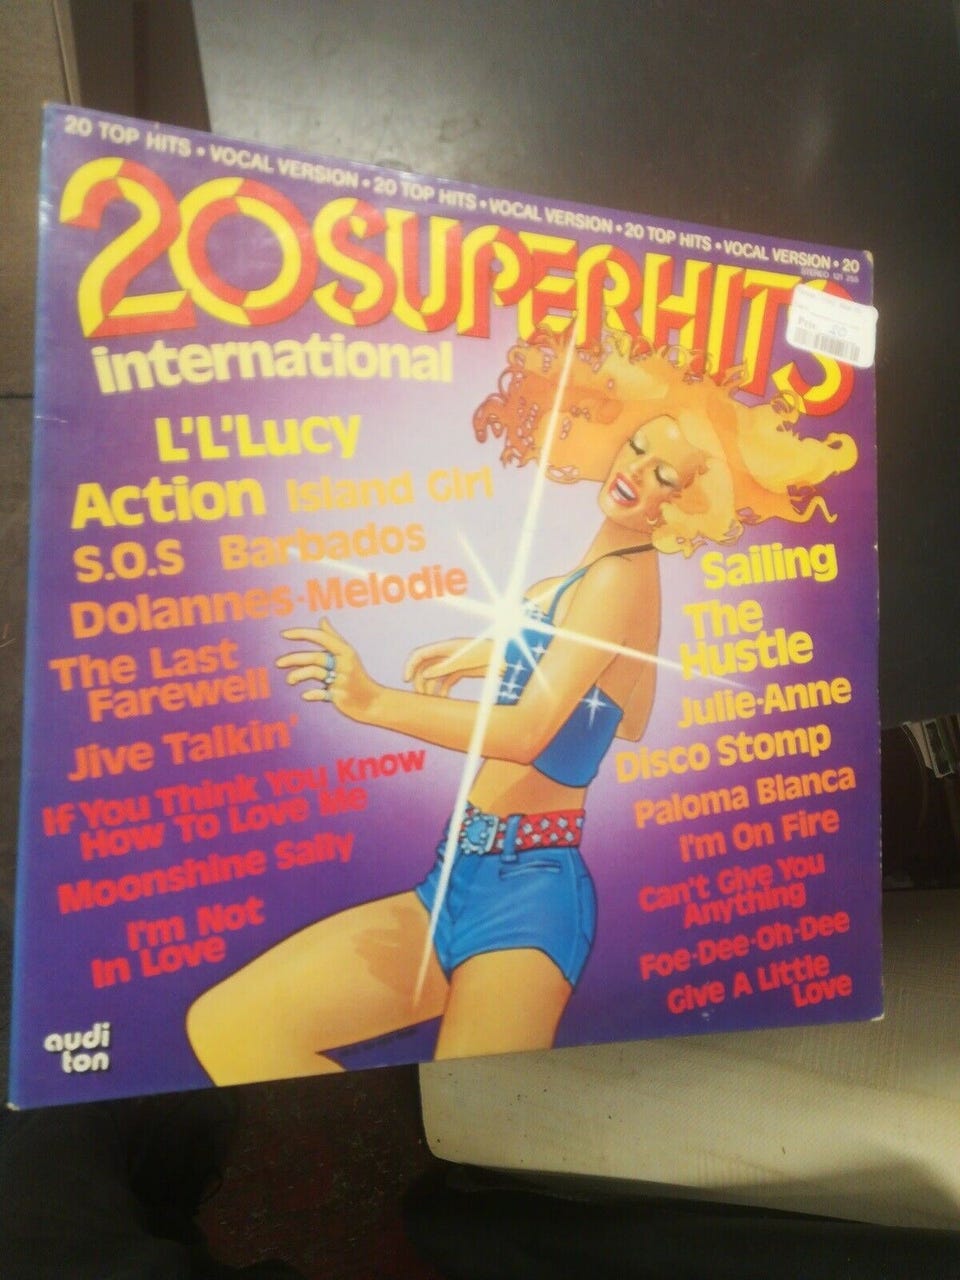 20 TOP HITS • VOCAL VERSION • 20 TOP HITS • VOCAL VERSION • 20 TOP HITS • VOCAL VERSION • 20
STEREO
20 SUPERHITS
international
L'L'Lucy
Action Island Girl
S.O.S Barbados
Dolannes-Melodie
The Last
Farewell
Jive Talkin'
If You Think You Know
How To Love Me
Moonshine Sally
I'm Not
In Love
Sailing
The
Hustle
Julie-Anne
Disco Stomp
Paloma Blanca
I'm On Fire
Can't Give You
Anything
Foe-Dee-Oh-Dee
Give A Little
Love
audi
ton